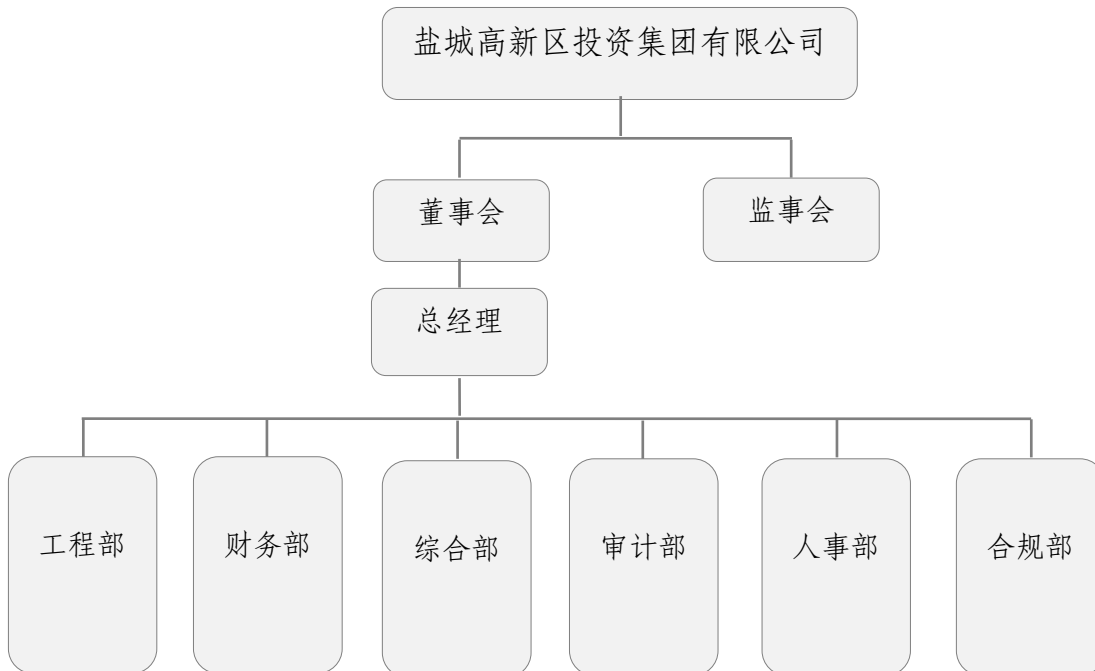 盐城高新区投资集团有限公司
董事会
监事会
总经理
工程部
财务部
综合部
审计部
人事部
合规部